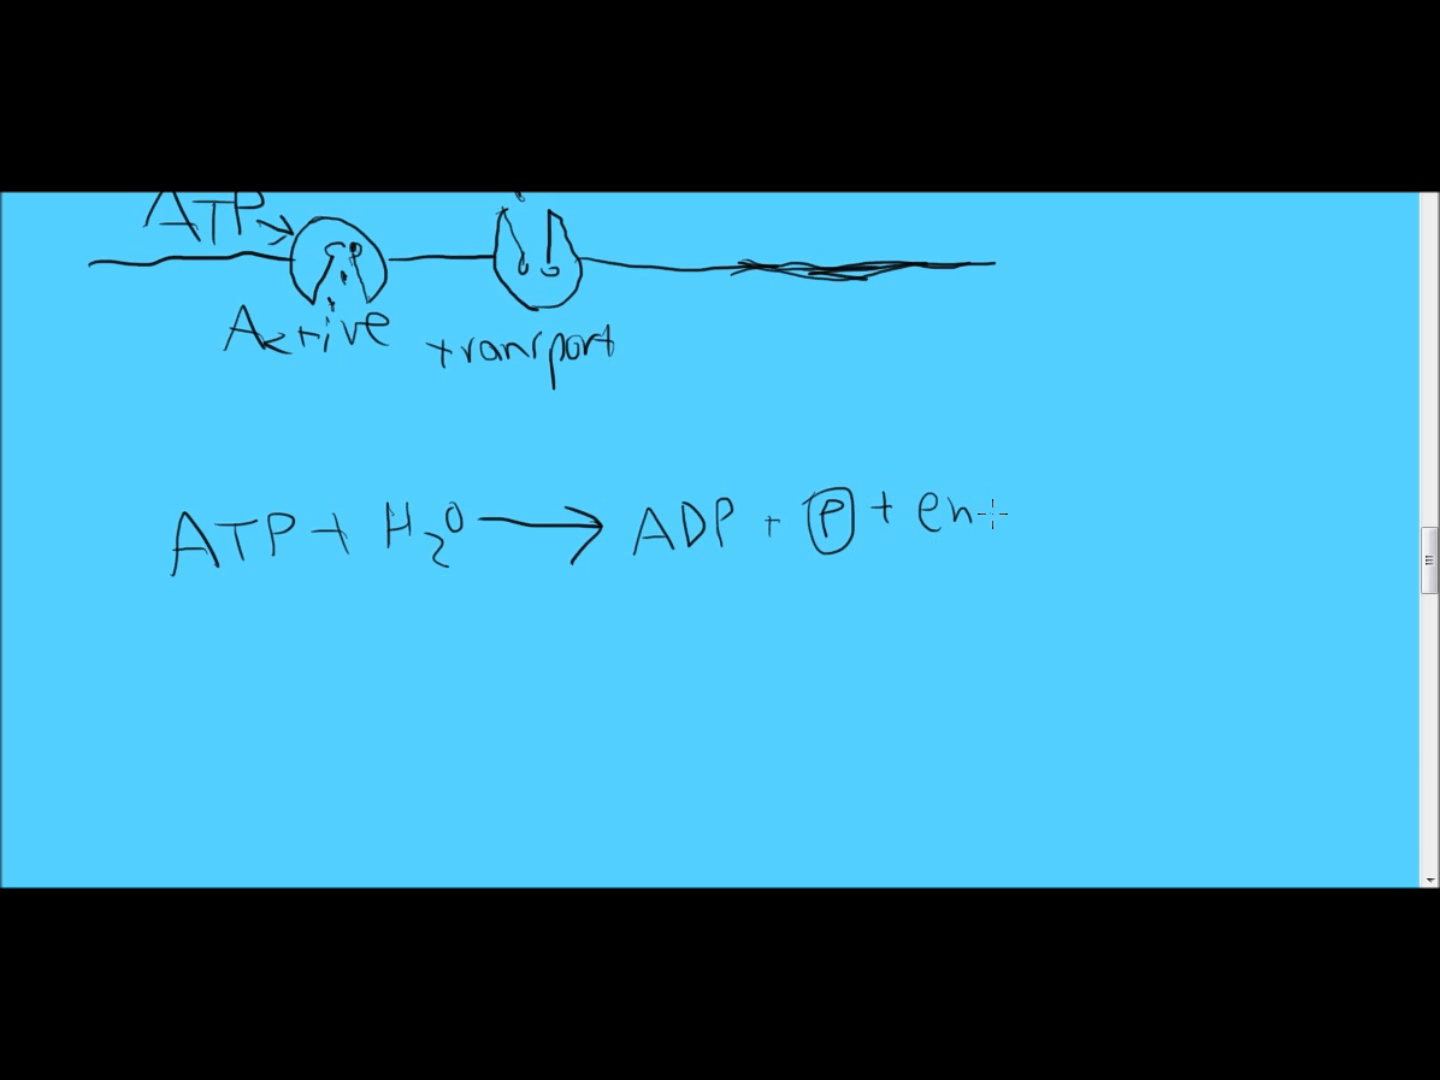 ATP
Active transport
ATP + H2O → ADP + P + en